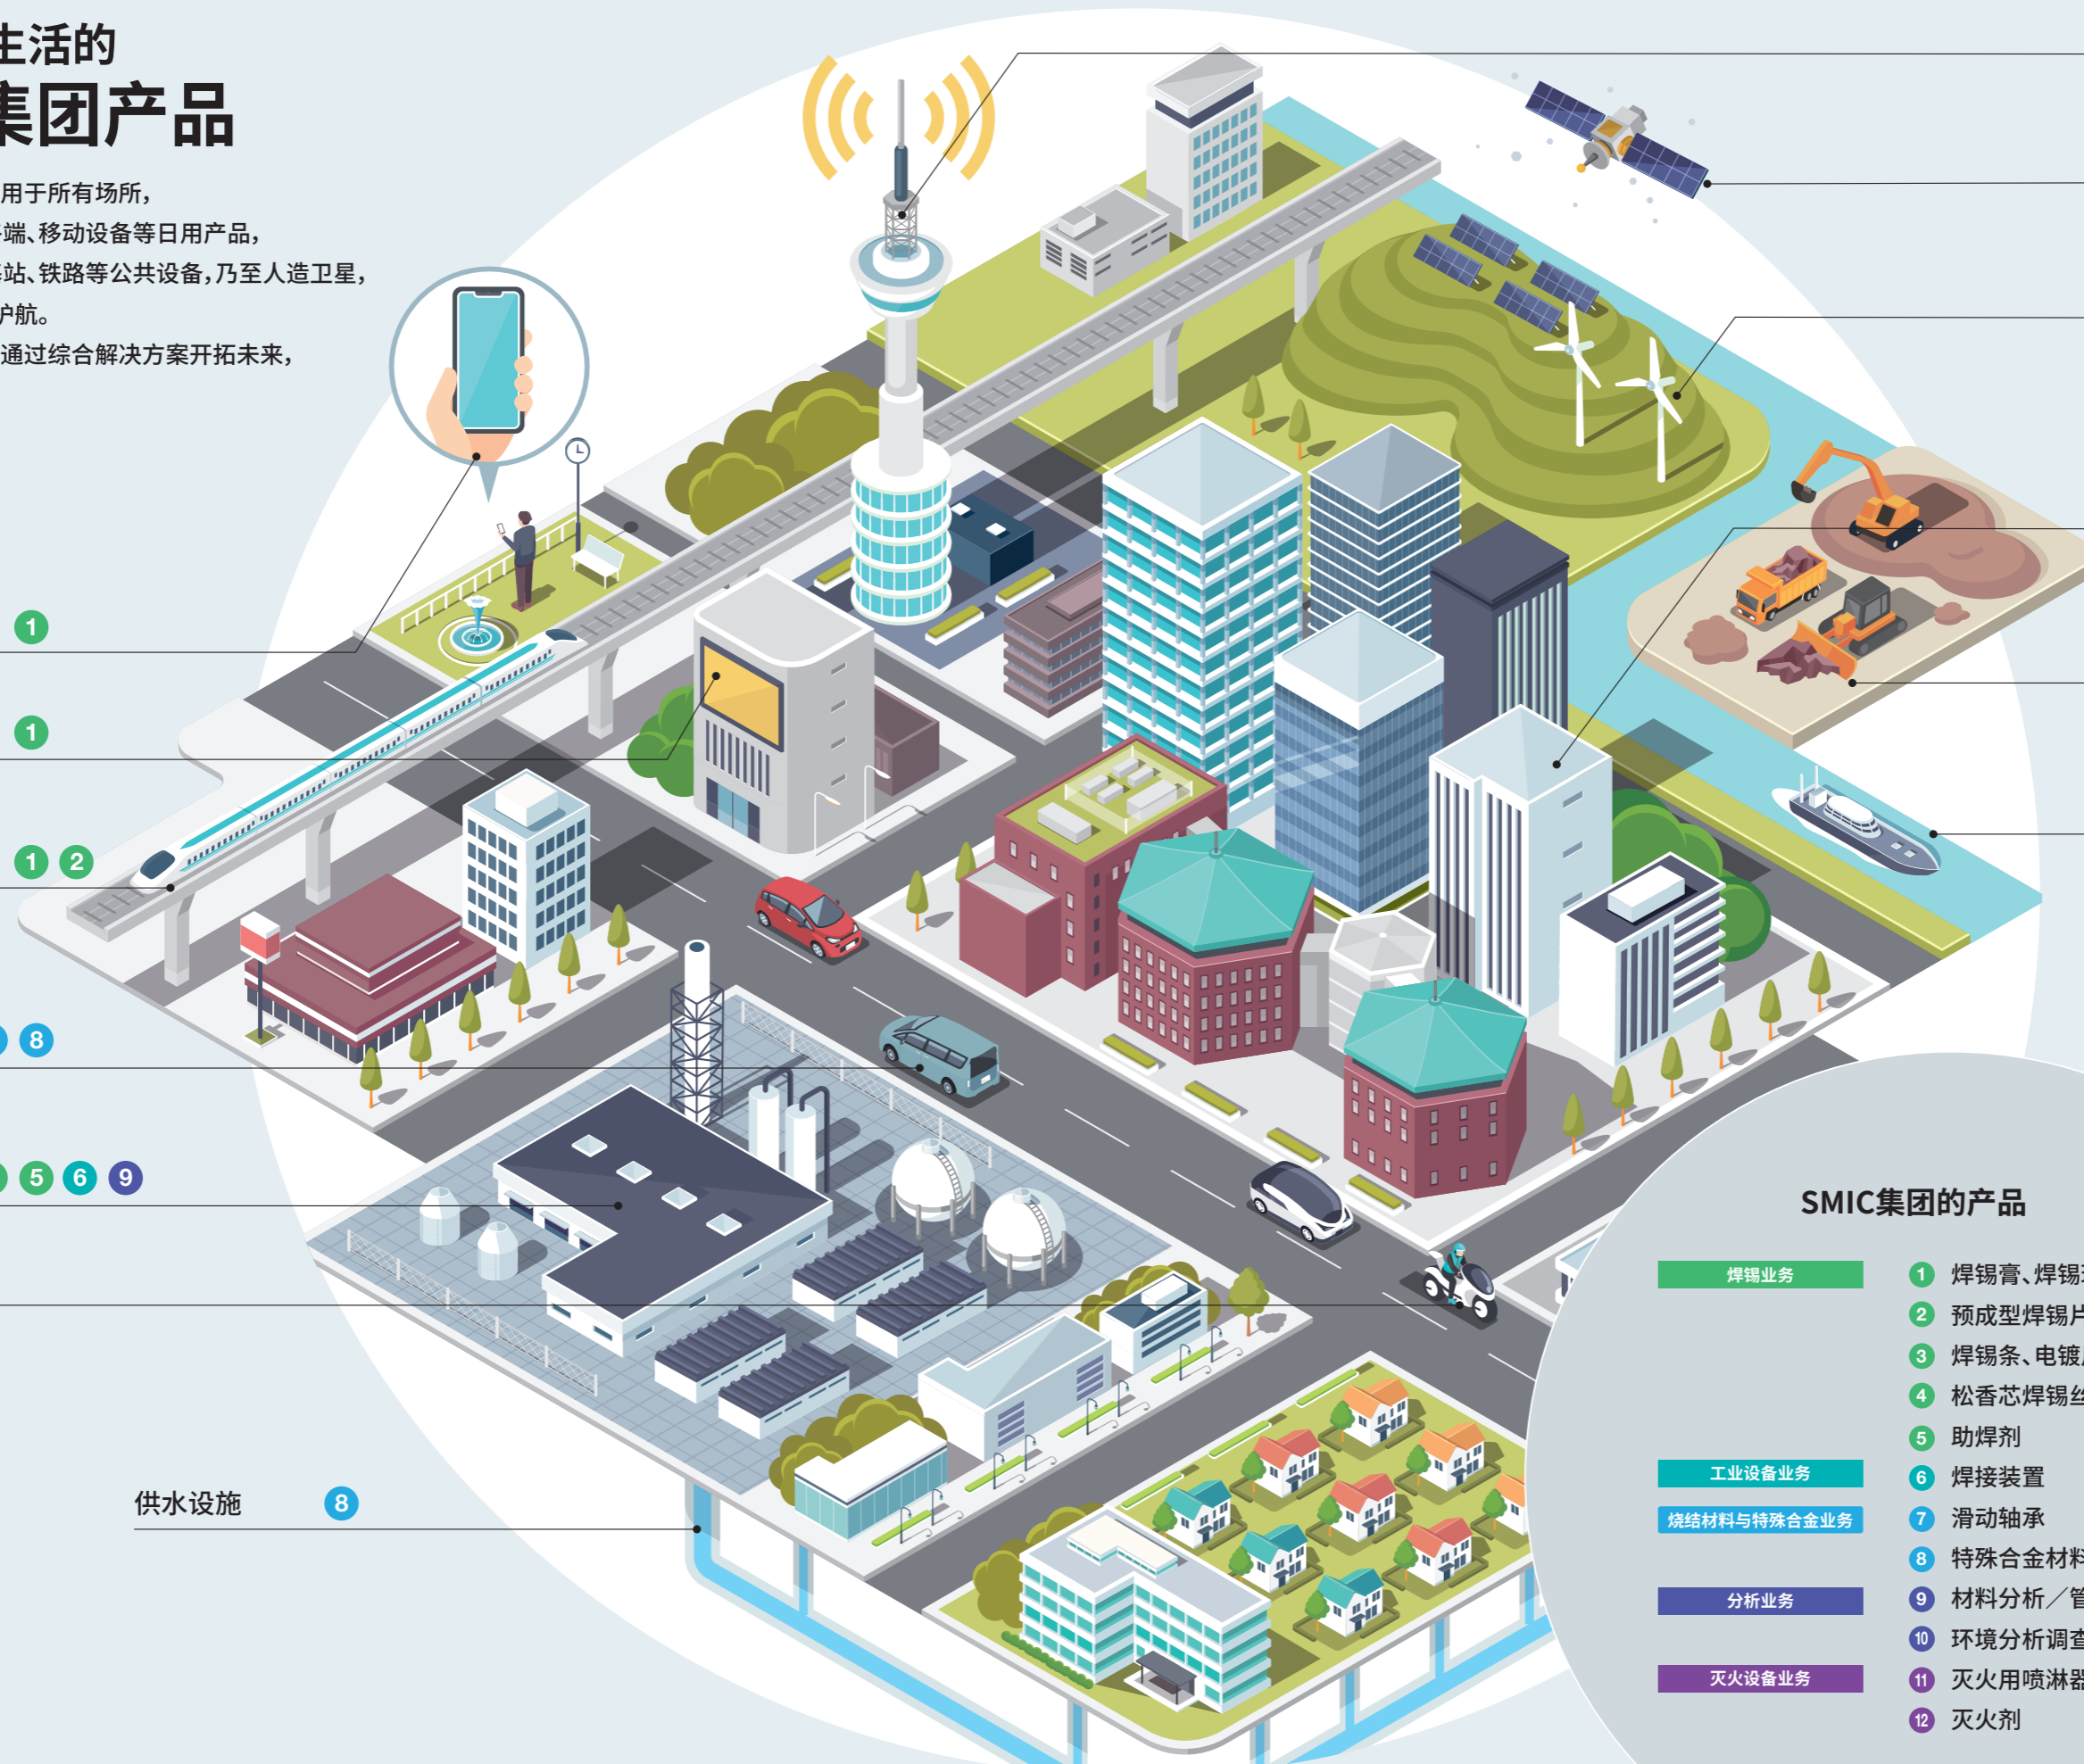 生活的
集团产品
用于所有场所，
端、移动设备等日用产品，
站、铁路等公共设备，乃至人造卫星，
护航。
通过综合解决方案开拓未来，
1
1
1 2
8
5 6 9
供水设施 8
SMIC集团的产品
焊锡业务 1 焊锡膏、焊锡
2 预成型焊锡片
3 焊锡条、电镀
4 松香芯焊锡丝
5 助焊剂
工业设备业务 6 焊接装置
烧结材料与特殊合金业务 7 滑动轴承
8 特殊合金材料
分析业务 9 材料分析／管
10 环境分析调查
灭火设备业务 11 灭火用喷淋器
12 灭火剂